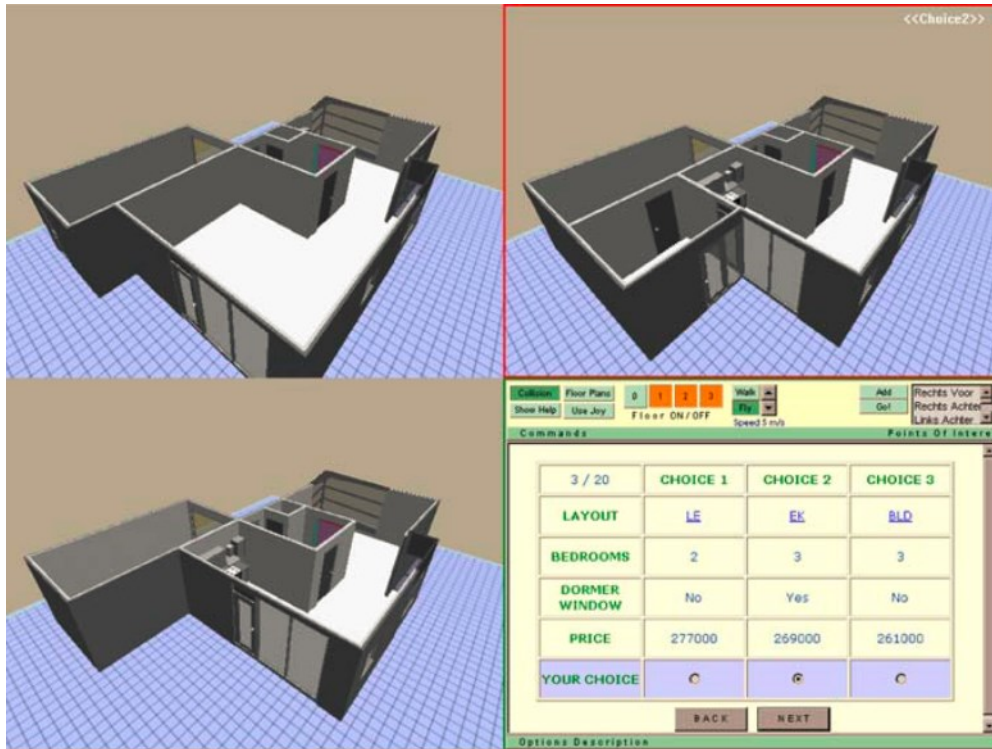 <<Choice2>>
Collision Floor Plans 0 1 2 3 Walk Add Rechts Voor
Show Help Use Joy Floor ON/OFF Fly Go! Rechts Achter
Speed 5 m/s Links Achter
Commands Points Of Intere
3 / 20 CHOICE 1 CHOICE 2 CHOICE 3
LAYOUT LE EK BLD
BEDROOMS 2 3 3
DORMER
WINDOW No Yes No
PRICE 277000 269000 261000
YOUR CHOICE
BACK NEXT
Options Description